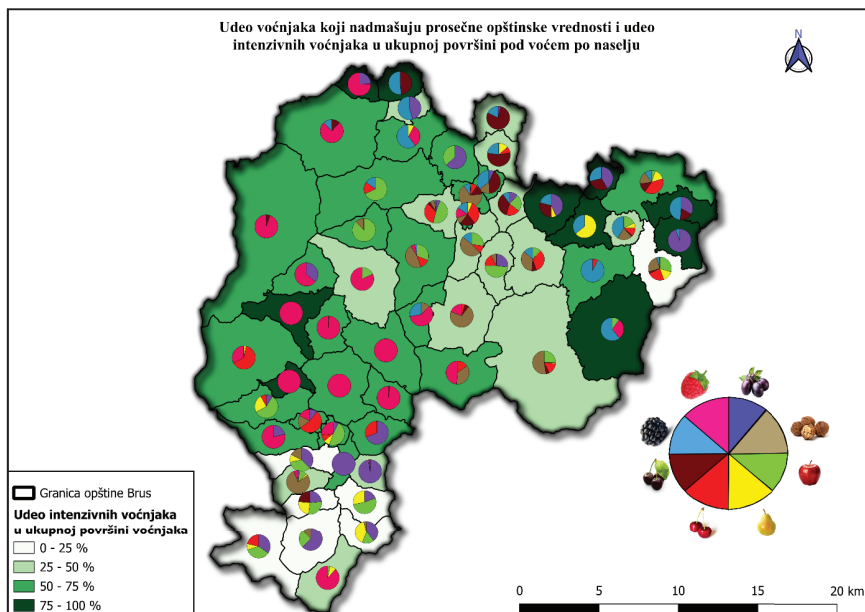 Udeo voćnjaka koji nadmašuju prosečne opštinske vrednosti i udeo
intenzivnih voćnjaka u ukupnoj površini pod voćem po naselju
N
Granica opštine Brus
Udeo intenzivnih voćnjaka
u ukupnoj površini voćnjaka
0 - 25 %
25 - 50 %
50 - 75 %
75 - 100 %
0 5 10 15 20 km